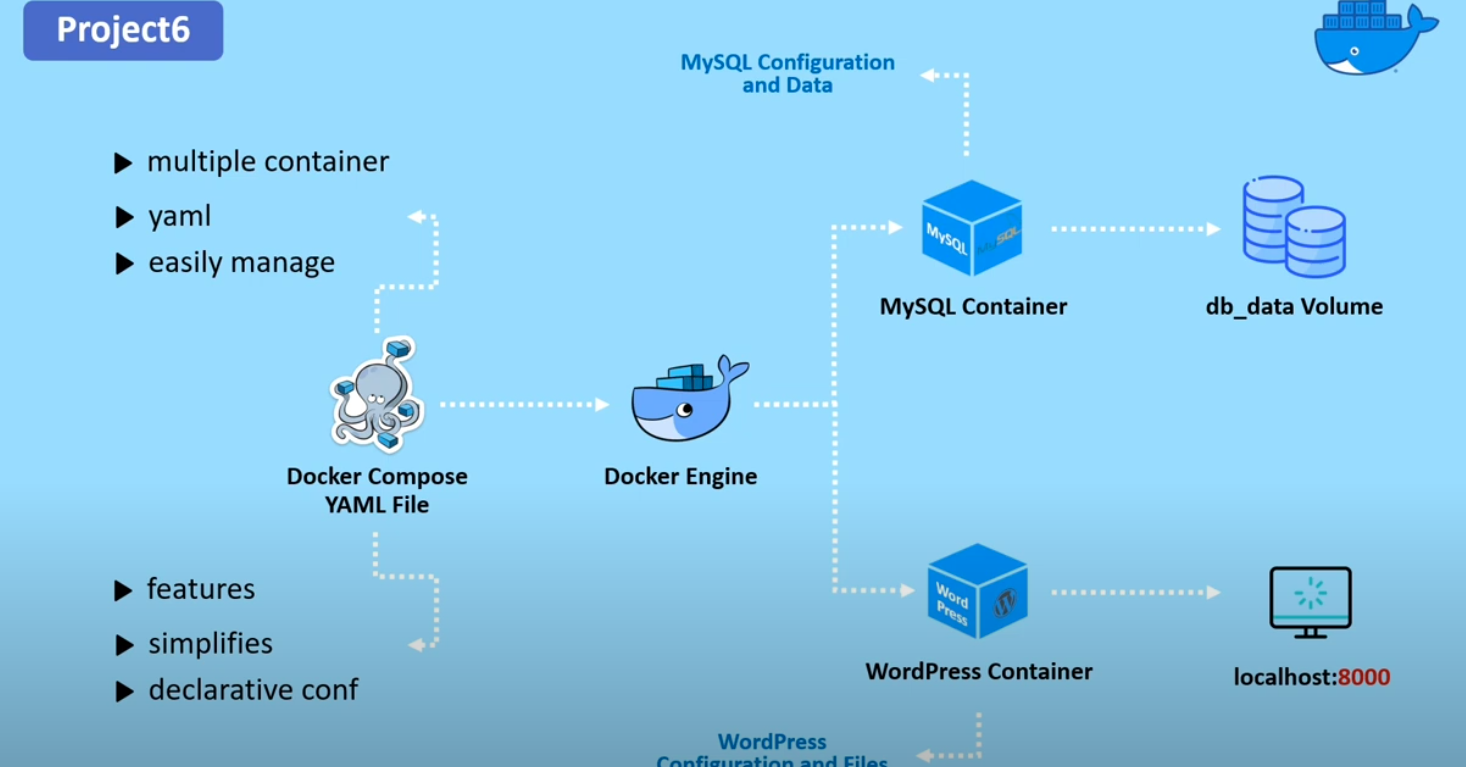 Project6
MySQL Configuration
and Data
multiple container
yaml
easily manage
MySQL
MySQL
MySQL Container
db_data Volume
Docker Compose
YAML File
Docker Engine
features
simplifies
declarative conf
Word
Press
WordPress Container
localhost:8000
WordPress
Configuration and Files